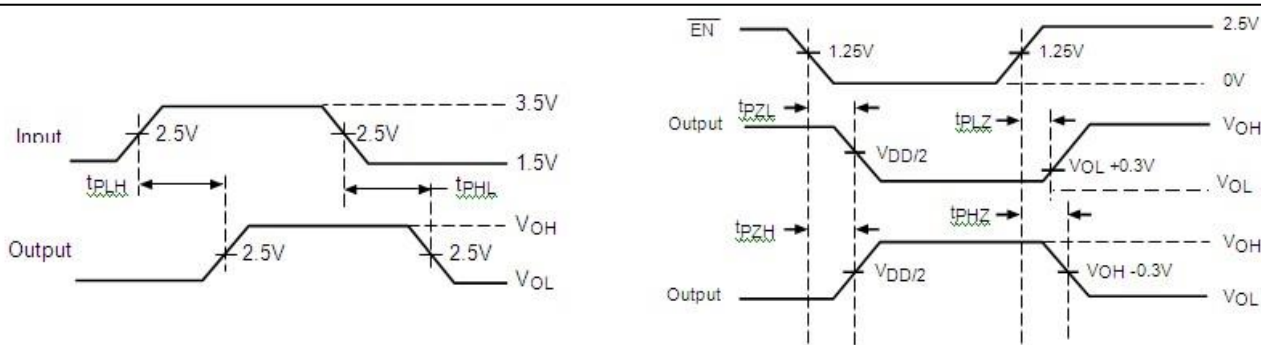 3.5V
Input
2.5V
2.5V
1.5V
tPLH
tPHL
VOH
Output
2.5V
2.5V
VOL
EN
2.5V
1.25V
1.25V
0V
tPZL
tPLZ
Output
VOH
VDD/2
VOL +0.3V
VOL
tPZH
tPHZ
VOH
VDD/2
VOH -0.3V
Output
VOL